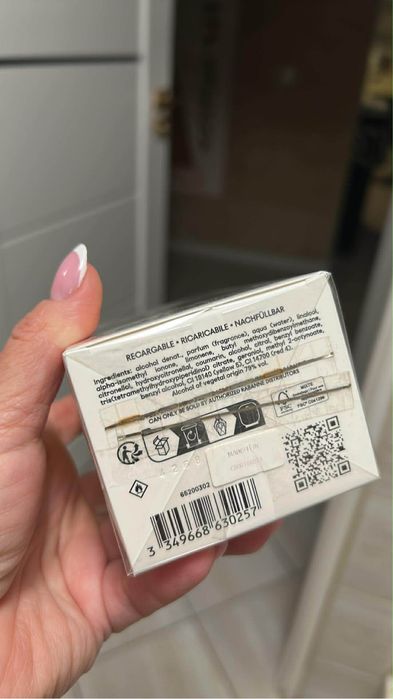 RECARGABLE • RICARICABILE • NACHFÜLLBAR
Ingredients: alcohol denat., parfum (fragrance), aqua (water), linalool,
alpha-isomethyl ionone, limonene, butyl methoxydibenzoylmethane,
citronellol, hydroxycitronellal, coumarin, alcohol, citral, benzyl benzoate,
tris(tetramethylhydroxypiperidinol) citrate, geraniol, methyl 2-octynoate,
benzyl alcohol, CI 19140 (yellow 5), CI 14700 (red 4).
Alcohol of vegetal origin 79% vol.
CAN ONLY BE SOLD BY AUTHORIZED RABANNE DISTRIBUTORS
FSC
65200302
3 349668 630257